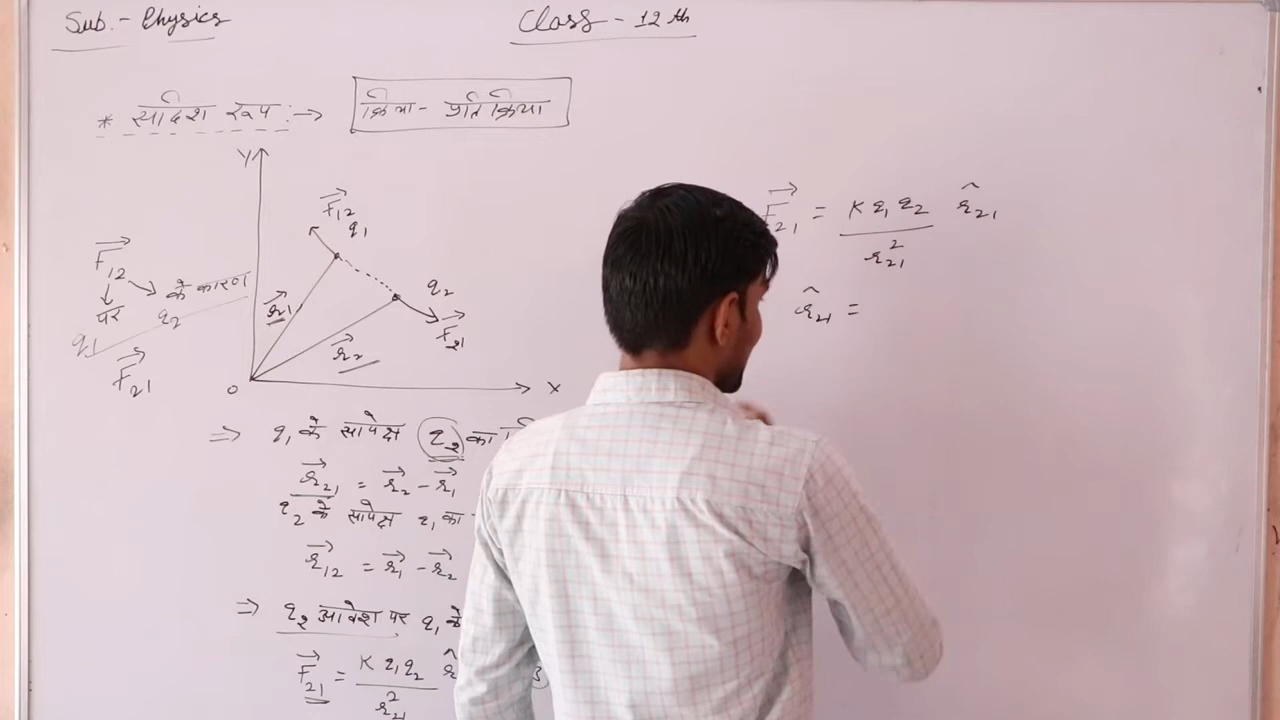 Sub. - Physics
Class - 12 th
* सदिश रूप :→ क्रिया - प्रतिक्रिया
Y
F⃗₁₂
q₁
F⃗₁₂
पर
q₁
के कारण
q₂
F⃗₂₁
r⃗₁
r⃗₂
q₂
F⃗₂₁
O
X
⇒ q₁ के सापेक्ष q₂ का
r⃗₂₁ = r⃗₂ - r⃗₁
q₂ के सापेक्ष q₁ का
r⃗₁₂ = r⃗₁ - r⃗₂
⇒ q₂ आवेश पर q₁ के
F⃗₂₁ = K q₁q₂ / r²₂₁ r̂
3
F⃗₂₁ = K q₁ q₂ / r²₂₁ r̂₂₁
r̂₂₁ =